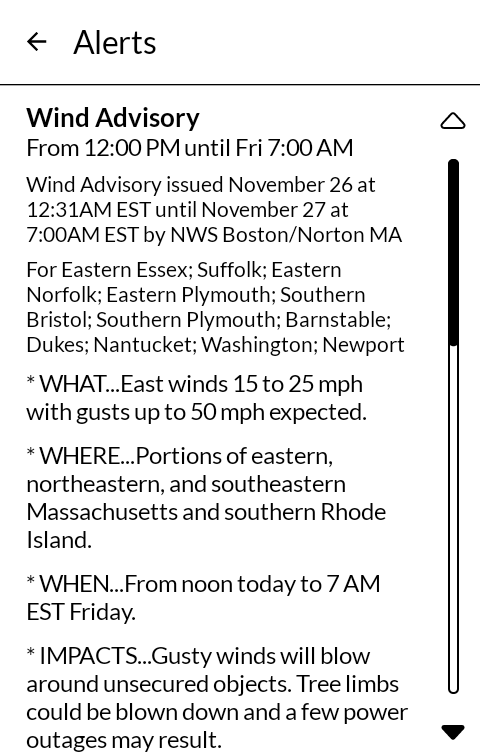 Alerts
Wind Advisory
From 12:00 PM until Fri 7:00 AM
Wind Advisory issued November 26 at
12:31AM EST until November 27 at
7:00AM EST by NWS Boston/Norton MA
For Eastern Essex; Suffolk; Eastern
Norfolk; Eastern Plymouth; Southern
Bristol; Southern Plymouth; Barnstable;
Dukes; Nantucket; Washington; Newport
* WHAT...East winds 15 to 25 mph
with gusts up to 50 mph expected.
* WHERE...Portions of eastern,
northeastern, and southeastern
Massachusetts and southern Rhode
Island.
* WHEN...From noon today to 7 AM
EST Friday.
* IMPACTS...Gusty winds will blow
around unsecured objects. Tree limbs
could be blown down and a few power
outages may result.